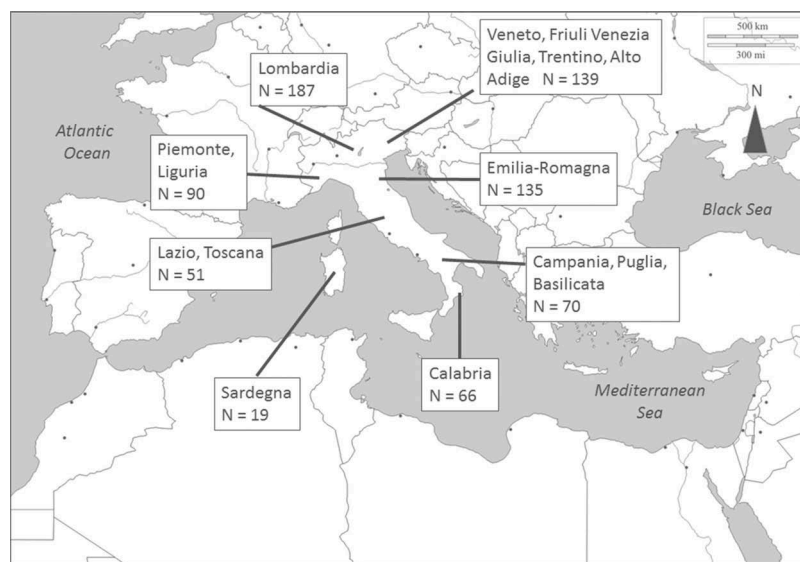 Veneto, Friuli Venezia
Giulia, Trentino, Alto
Adige N = 139
500 km
300 mi
Lombardia
N = 187
N
Atlantic
Ocean
Piemonte,
Liguria
N = 90
Emilia-Romagna
N = 135
Black Sea
Lazio, Toscana
N = 51
Campania, Puglia,
Basilicata
N = 70
Sardegna
N = 19
Calabria
N = 66
Mediterranean
Sea